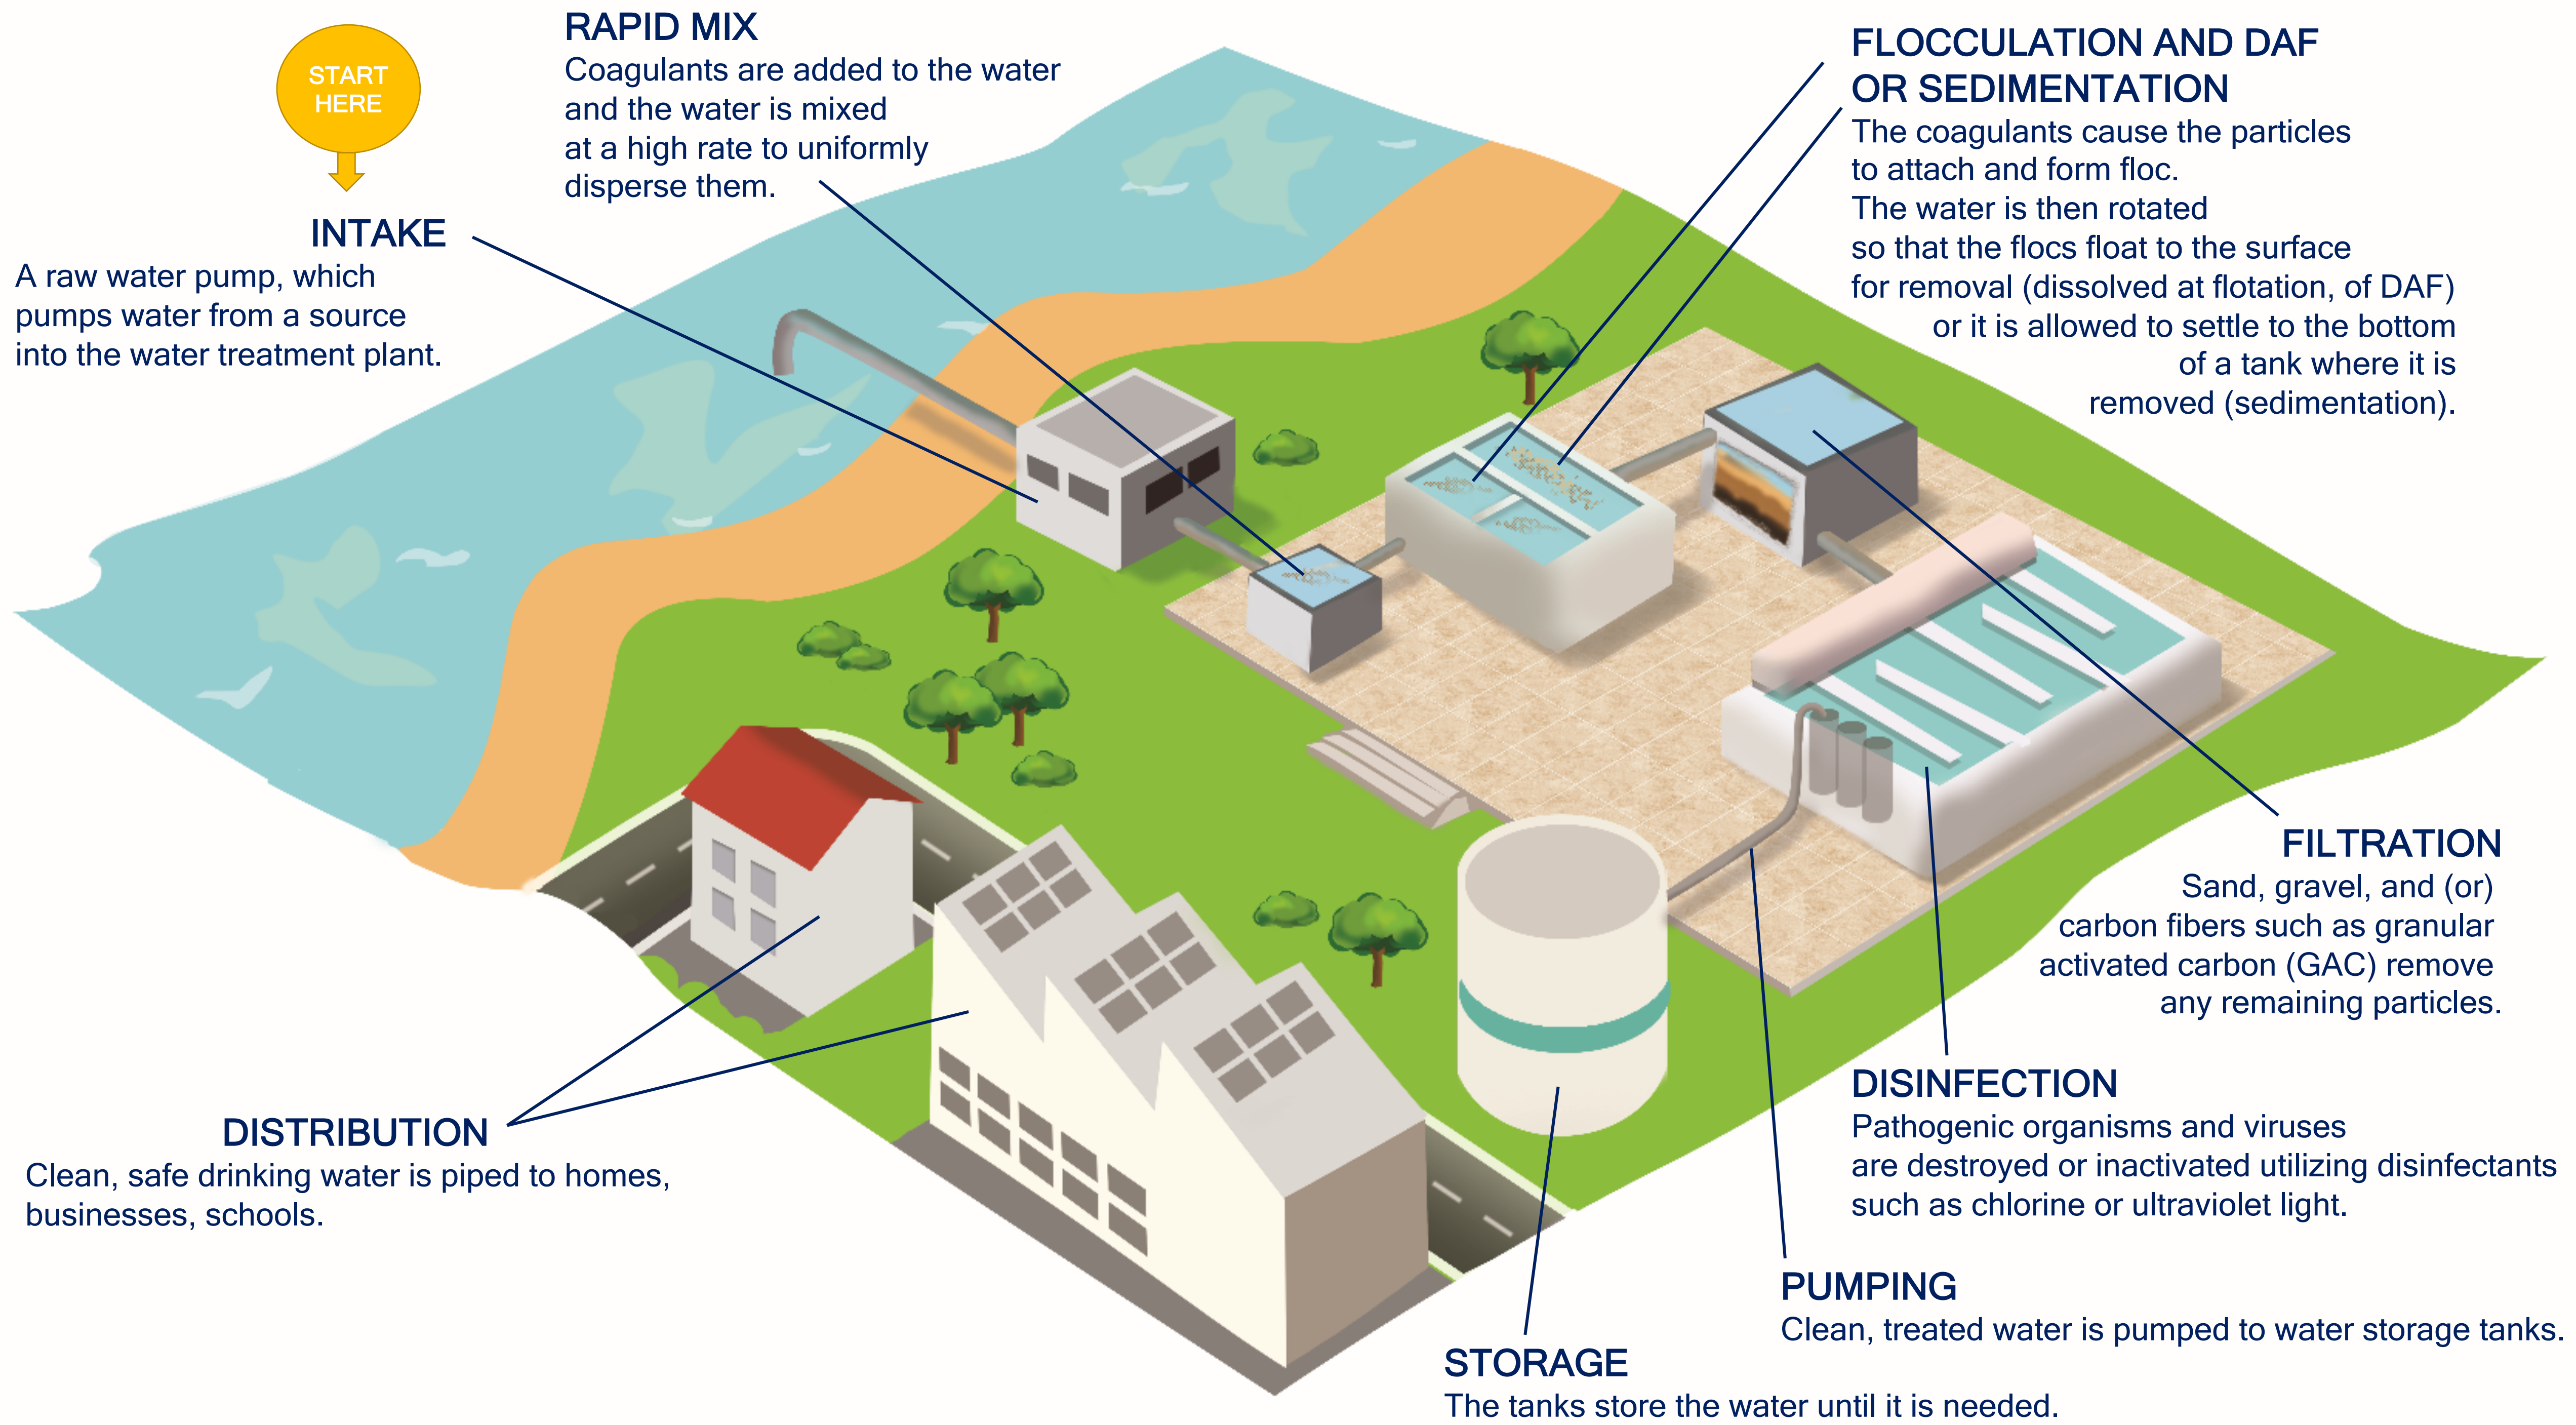 START
HERE
INTAKE
A raw water pump, which
pumps water from a source
into the water treatment plant.
RAPID MIX
Coagulants are added to the water
and the water is mixed
at a high rate to uniformly
disperse them.
FLOCCULATION AND DAF
OR SEDIMENTATION
The coagulants cause the particles
to attach and form floc.
The water is then rotated
so that the flocs float to the surface
for removal (dissolved at flotation, of DAF)
or it is allowed to settle to the bottom
of a tank where it is
removed (sedimentation).
FILTRATION
Sand, gravel, and (or)
carbon fibers such as granular
activated carbon (GAC) remove
any remaining particles.
DISINFECTION
Pathogenic organisms and viruses
are destroyed or inactivated utilizing disinfectants
such as chlorine or ultraviolet light.
PUMPING
Clean, treated water is pumped to water storage tanks.
STORAGE
The tanks store the water until it is needed.
DISTRIBUTION
Clean, safe drinking water is piped to homes,
businesses, schools.